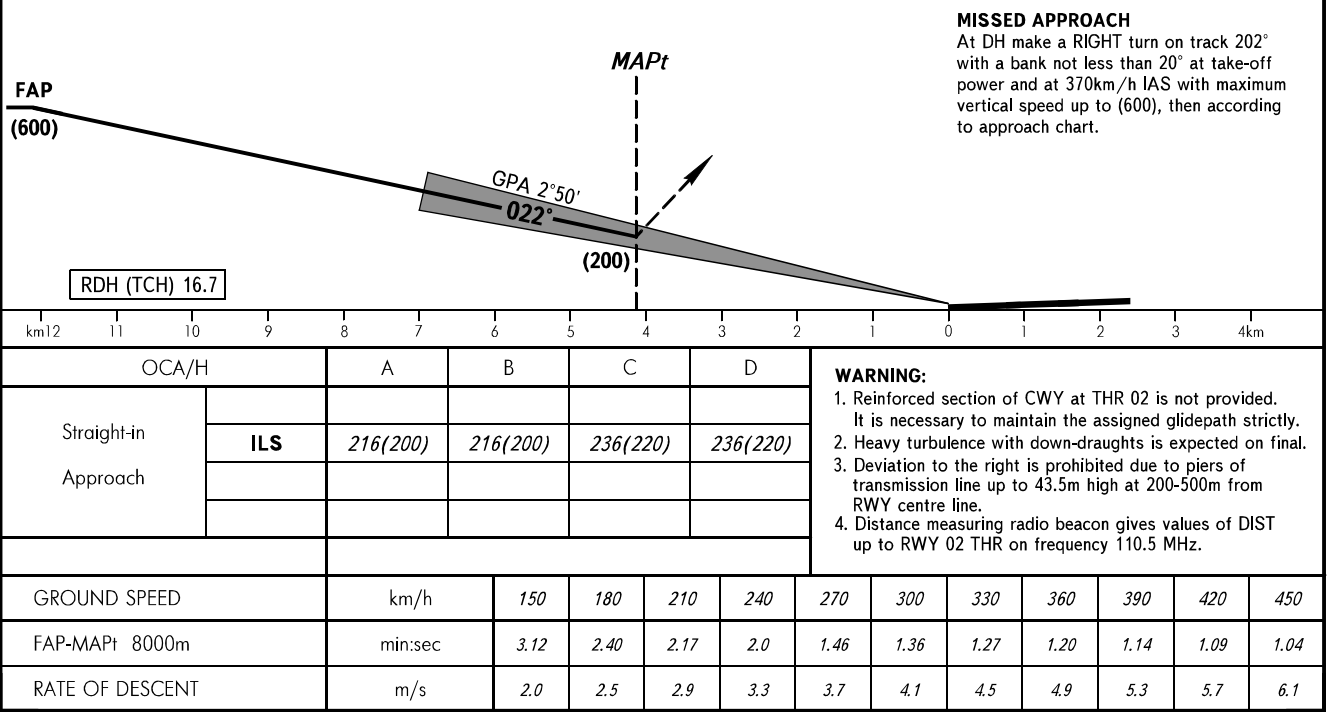 MISSED APPROACH
At DH make a RIGHT turn on track 202°
with a bank not less than 20° at take-off
power and at 370km/h IAS with maximum
vertical speed up to (600), then according
to approach chart.
MAPt
FAP
(600)
GPA 2°50'
022°
(200)
RDH (TCH) 16.7
km12 11 10 9 8 7 6 5 4 3 2 1 0 1 2 3 4km
OCA/H A B C D
Straight-in
Approach
ILS 216(200) 216(200) 236(220) 236(220)
WARNING:
1. Reinforced section of CWY at THR 02 is not provided.
It is necessary to maintain the assigned glidepath strictly.
2. Heavy turbulence with down-draughts is expected on final.
3. Deviation to the right is prohibited due to piers of
transmission line up to 43.5m high at 200-500m from
RWY centre line.
4. Distance measuring radio beacon gives values of DIST
up to RWY 02 THR on frequency 110.5 MHz.
GROUND SPEED km/h 150 180 210 240 270 300 330 360 390 420 450
FAP-MAPt 8000m min:sec 3.12 2.40 2.17 2.0 1.46 1.36 1.27 1.20 1.14 1.09 1.04
RATE OF DESCENT m/s 2.0 2.5 2.9 3.3 3.7 4.1 4.5 4.9 5.3 5.7 6.1